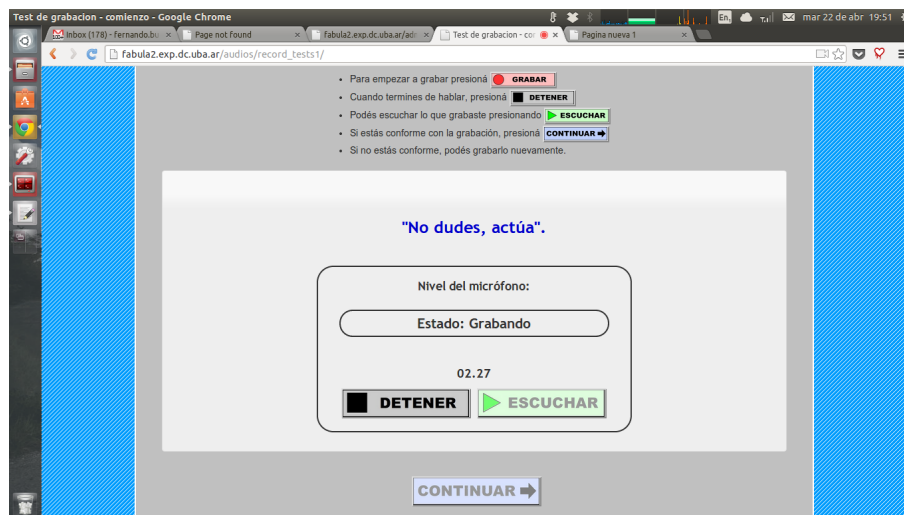 Test de grabacion - comienzo - Google Chrome
En
mar 22 de abr 19:51
Inbox (178) - Fernando.bu ×
Page not found ×
fabula2.exp.dc.uba.ar/adm ×
Test de grabacion - cor ×
Pagina nueva 1 ×
fabula2.exp.dc.uba.ar/audios/record_tests1/
• Para empezar a grabar presioná GRABAR
• Cuando termines de hablar, presioná DETENER
• Podés escuchar lo que grabaste presionando ESCUCHAR
• Si estás conforme con la grabación, presioná CONTINUAR
• Si no estás conforme, podés grabarlo nuevamente.
"No dudes, actúa".
Nivel del micrófono:
Estado: Grabando
02.27
DETENER ESCUCHAR
CONTINUAR